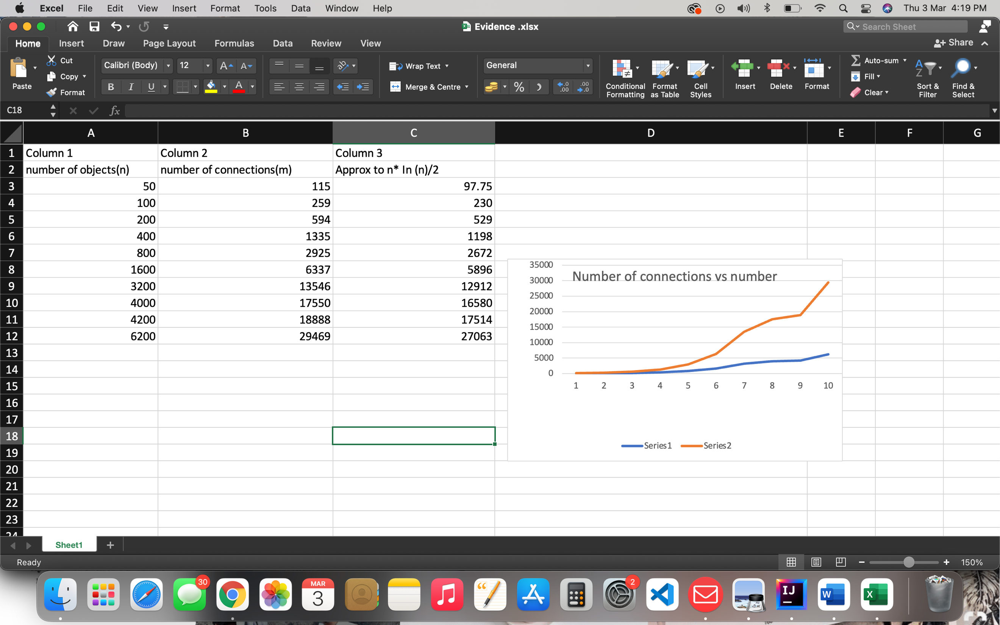 Excel File Edit View Insert Format Tools Data Window Help Thu 3 Mar 4:19 PM
Evidence .xlsx
Search Sheet
Home Insert Draw Page Layout Formulas Data Review View
Share
Paste
Cut
Copy
Format
Calibri (Body) 12 A A
B I U A
ab
Wrap Text
Merge & Centre
General
% .0 .00 .00 .0
Conditional Formatting
Format as Table
Cell Styles
Insert
Delete
Format
Auto-sum
Fill
Clear
A Z
Sort & Filter
Find & Select
C18 fx
A B C D E F G
1 Column 1 Column 2 Column 3
2 number of objects(n) number of connections(m) Approx to n* In (n)/2
3 50 115 97.75
4 100 259 230
5 200 594 529
6 400 1335 1198
7 800 2925 2672
8 1600 6337 5896
9 3200 13546 12912
10 4000 17550 16580
11 4200 18888 17514
12 6200 29469 27063
13
14
15
16
17
18
19
20
21
22
23
24
Number of connections vs number
35000
30000
25000
20000
15000
10000
5000
0
1 2 3 4 5 6 7 8 9 10
Series1 Series2
Sheet1 +
Ready 150%
30
MAR
3
2
IJ
W
X